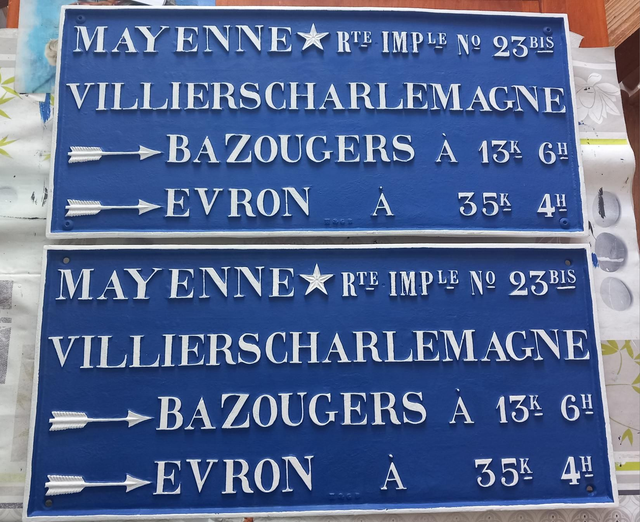 MAYENNE★RTE IMPLE NO 23BIS
VILLIERSCHARLEMAGNE
BAZOUGERS À 13K 6H
EVRON À 35K 4H
MAYENNE★RTE IMPLE NO 23BIS
VILLIERSCHARLEMAGNE
BAZOUGERS À 13K 6H
EVRON À 35K 4H